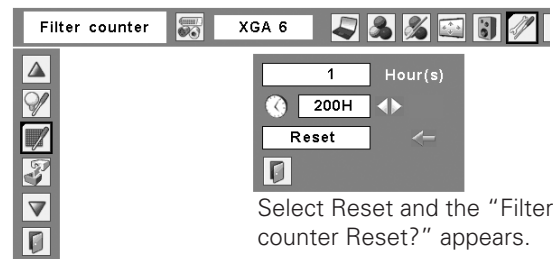 Filter counter
XGA 6
1 Hour(s)
200H
Reset
Select Reset and the “Filter
counter Reset?” appears.